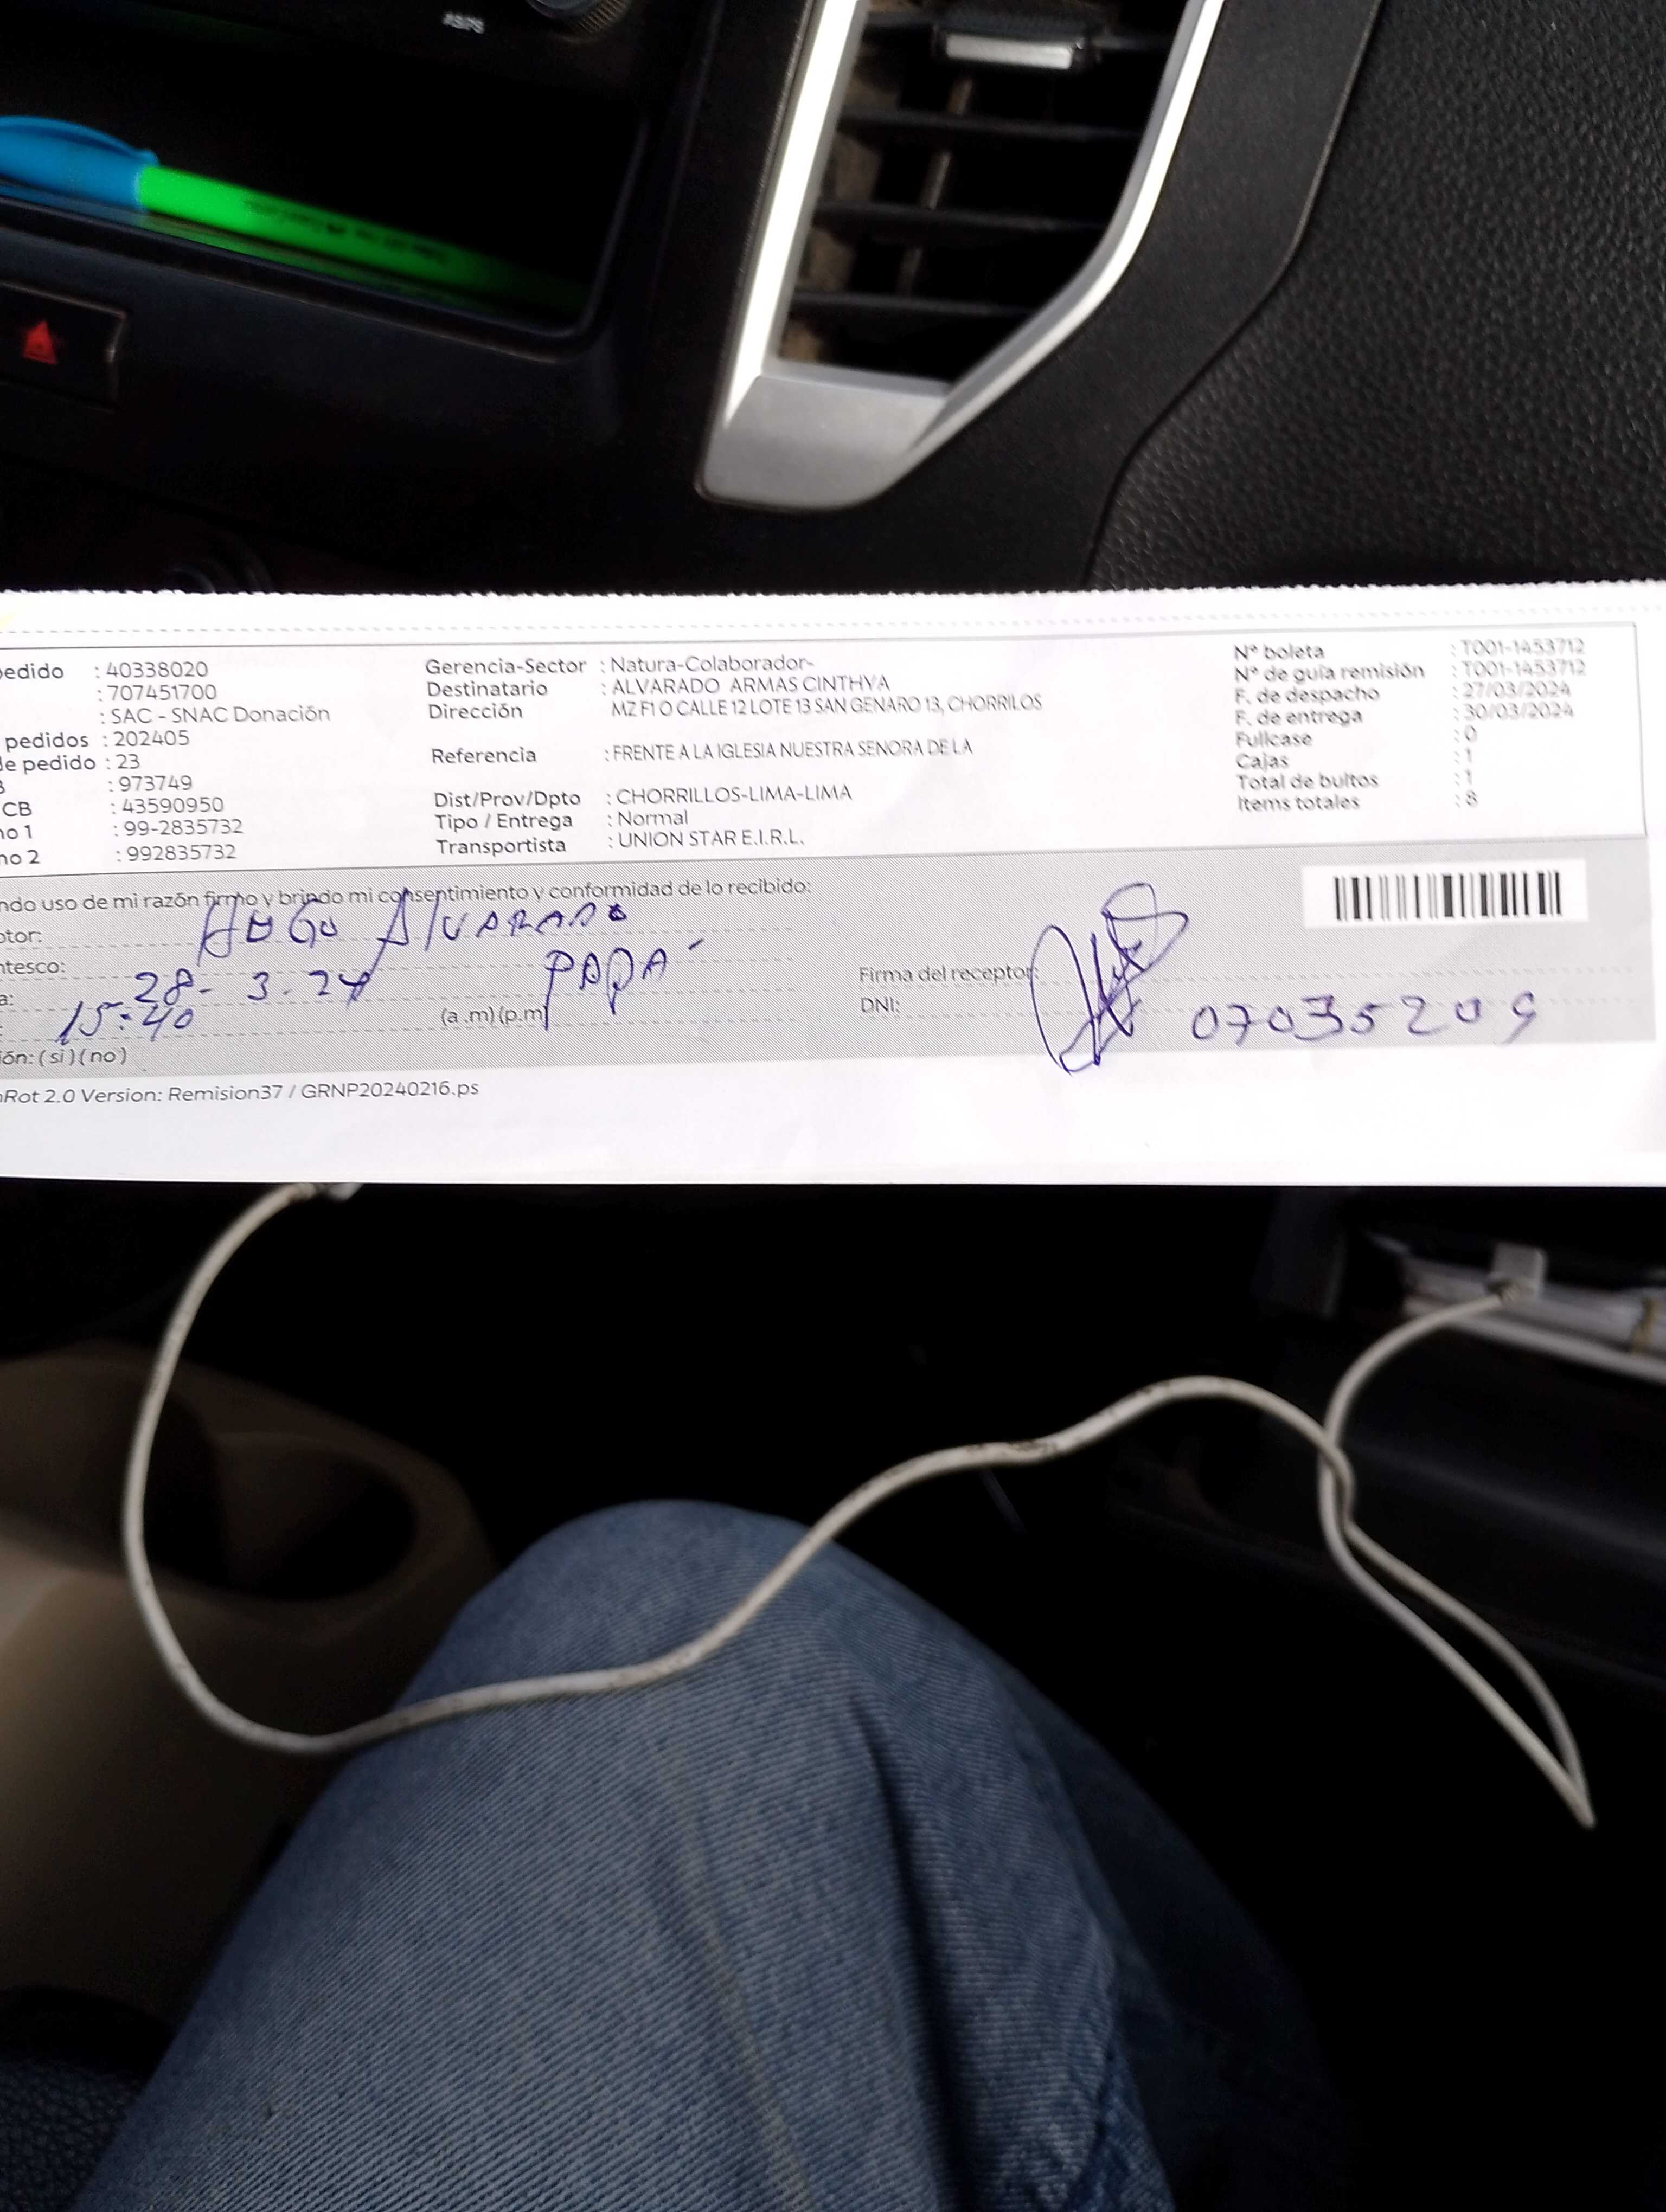 edido : 40338020
: 707451700
: SAC - SNAC Donación
pedidos : 202405
de pedido : 23
: 973749
CB : 43590950
no 1 : 99-2835732
no 2 : 992835732
Gerencia-Sector : Natura-Colaborador-
Destinatario : ALVARADO ARMAS CINTHYA
Dirección MZ F1 O CALLE 12 LOTE 13 SAN GENARO 13, CHORRILOS
Referencia : FRENTE A LA IGLESIA NUESTRA SENORA DE LA
Dist/Prov/Dpto : CHORRILLOS-LIMA-LIMA
Tipo / Entrega : Normal
Transportista : UNION STAR E.I.R.L.
N° boleta : T001-1453712
N° de guía remisión : T001-1453712
F. de despacho : 27/03/2024
F. de entrega : 30/03/2024
Fullcase : 0
Cajas : 1
Total de bultos : 1
Items totales : 8
ndo uso de mi razón firmo y brindo mi consentimiento y conformidad de lo recibido:
ptor: HUGO ALVARADO
ntesco: PAPÁ
a: 28- 3-24
: 15:40 (a .m) (p.m)
ión: ( si ) ( no )
Firma del receptor:
DNI: 07035209
Rot 2.0 Version: Remision37 / GRNP20240216.ps